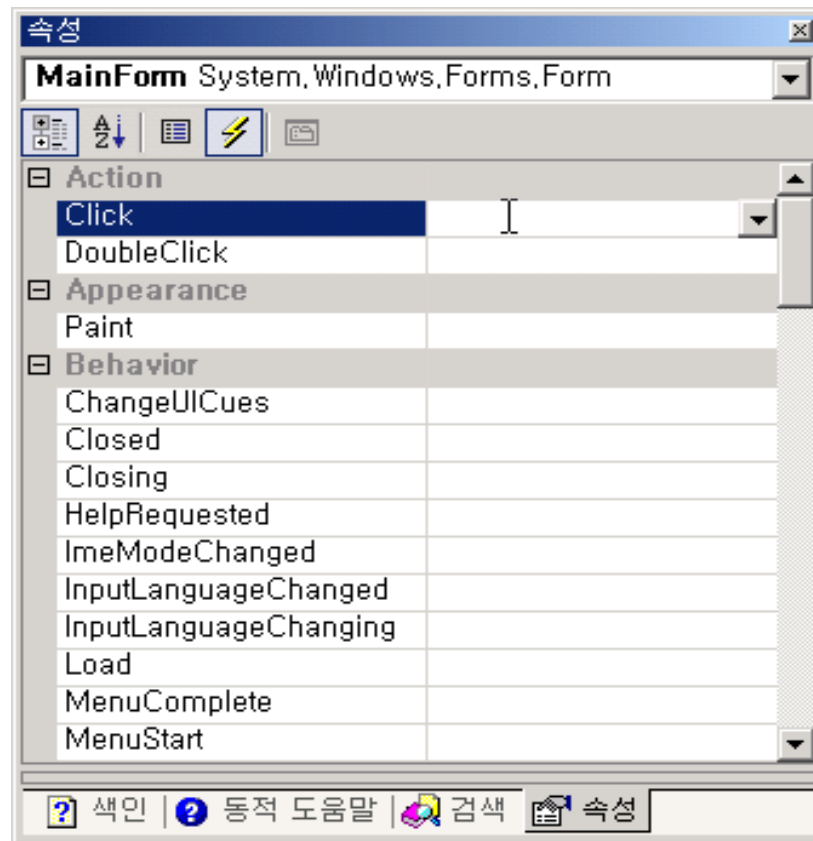 속성
MainForm System.Windows.Forms.Form
Action
Click
DoubleClick
Appearance
Paint
Behavior
ChangeUICues
Closed
Closing
HelpRequested
ImeModeChanged
InputLanguageChanged
InputLanguageChanging
Load
MenuComplete
MenuStart
색인 동적 도움말 검색 속성